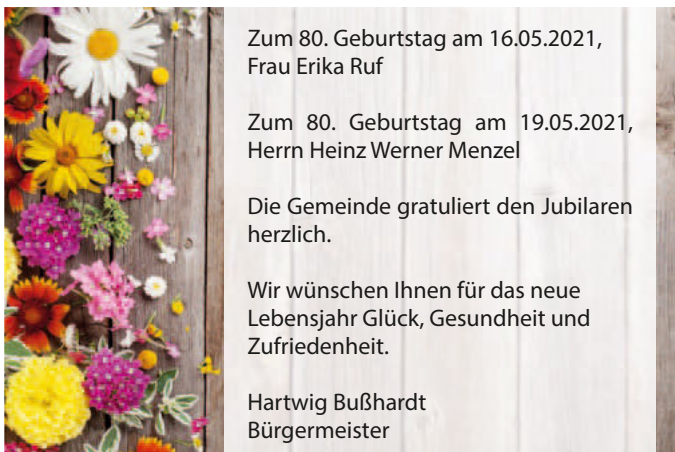 Zum 80. Geburtstag am 16.05.2021,
Frau Erika Ruf
Zum 80. Geburtstag am 19.05.2021,
Herrn Heinz Werner Menzel
Die Gemeinde gratuliert den Jubilaren
herzlich.
Wir wünschen Ihnen für das neue
Lebensjahr Glück, Gesundheit und
Zufriedenheit.
Hartwig Bußhardt
Bürgermeister